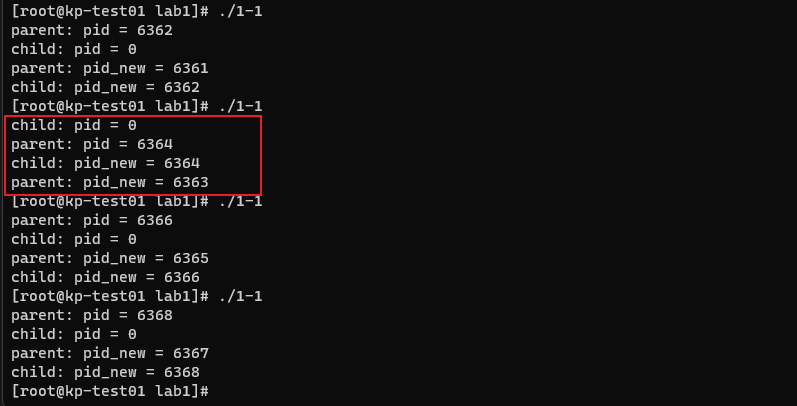 [root@kp-test01 lab1]# ./1-1
parent: pid = 6362
child: pid = 0
parent: pid_new = 6361
child: pid_new = 6362
[root@kp-test01 lab1]# ./1-1
child: pid = 0
parent: pid = 6364
child: pid_new = 6364
parent: pid_new = 6363
[root@kp-test01 lab1]# ./1-1
parent: pid = 6366
child: pid = 0
parent: pid_new = 6365
child: pid_new = 6366
[root@kp-test01 lab1]# ./1-1
parent: pid = 6368
child: pid = 0
parent: pid_new = 6367
child: pid_new = 6368
[root@kp-test01 lab1]#